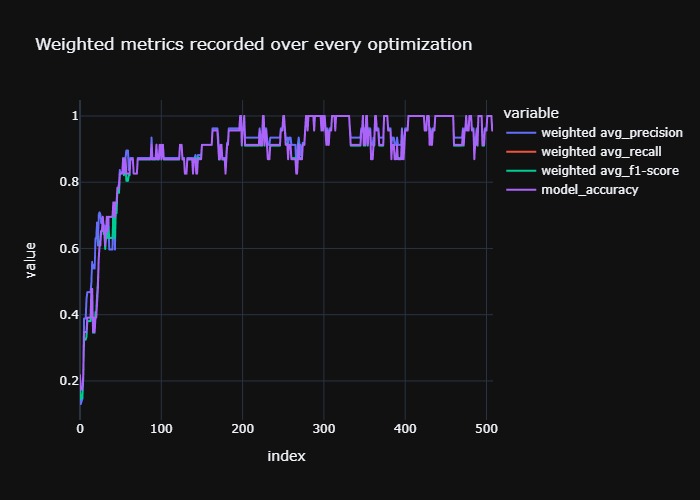 Weighted metrics recorded over every optimization
variable
weighted avg_precision
weighted avg_recall
weighted avg_f1-score
model_accuracy
value
1
0.8
0.6
0.4
0.2
0 100 200 300 400 500
index